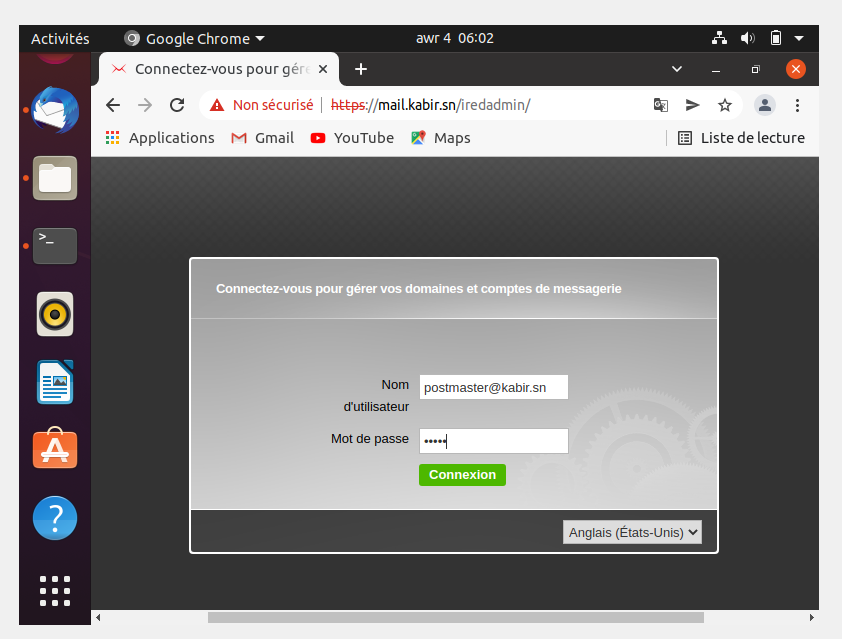 Activités Google Chrome awr 4 06:02
Connectez-vous pour gére
Non sécurisé https://mail.kabir.sn/iredadmin/
Applications Gmail YouTube Maps Liste de lecture
Connectez-vous pour gérer vos domaines et comptes de messagerie
Nom postmaster@kabir.sn
d'utilisateur
Mot de passe •••••
Connexion
Anglais (États-Unis)